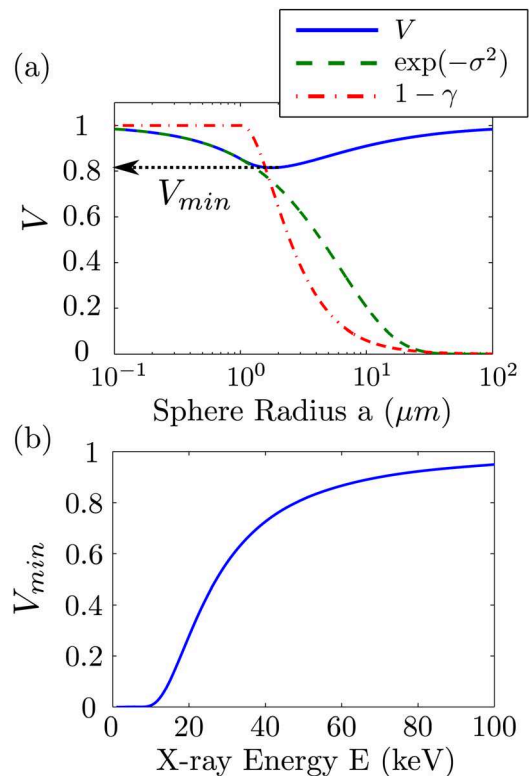 V
exp(−σ²)
1 − γ
(a)
1
0.8
0.6
0.4
0.2
0
V
V_min
10⁻¹ 10⁰ 10¹ 10²
Sphere Radius a (μm)
(b)
1
0.8
0.6
0.4
0.2
0
V_min
0 20 40 60 80 100
X-ray Energy E (keV)